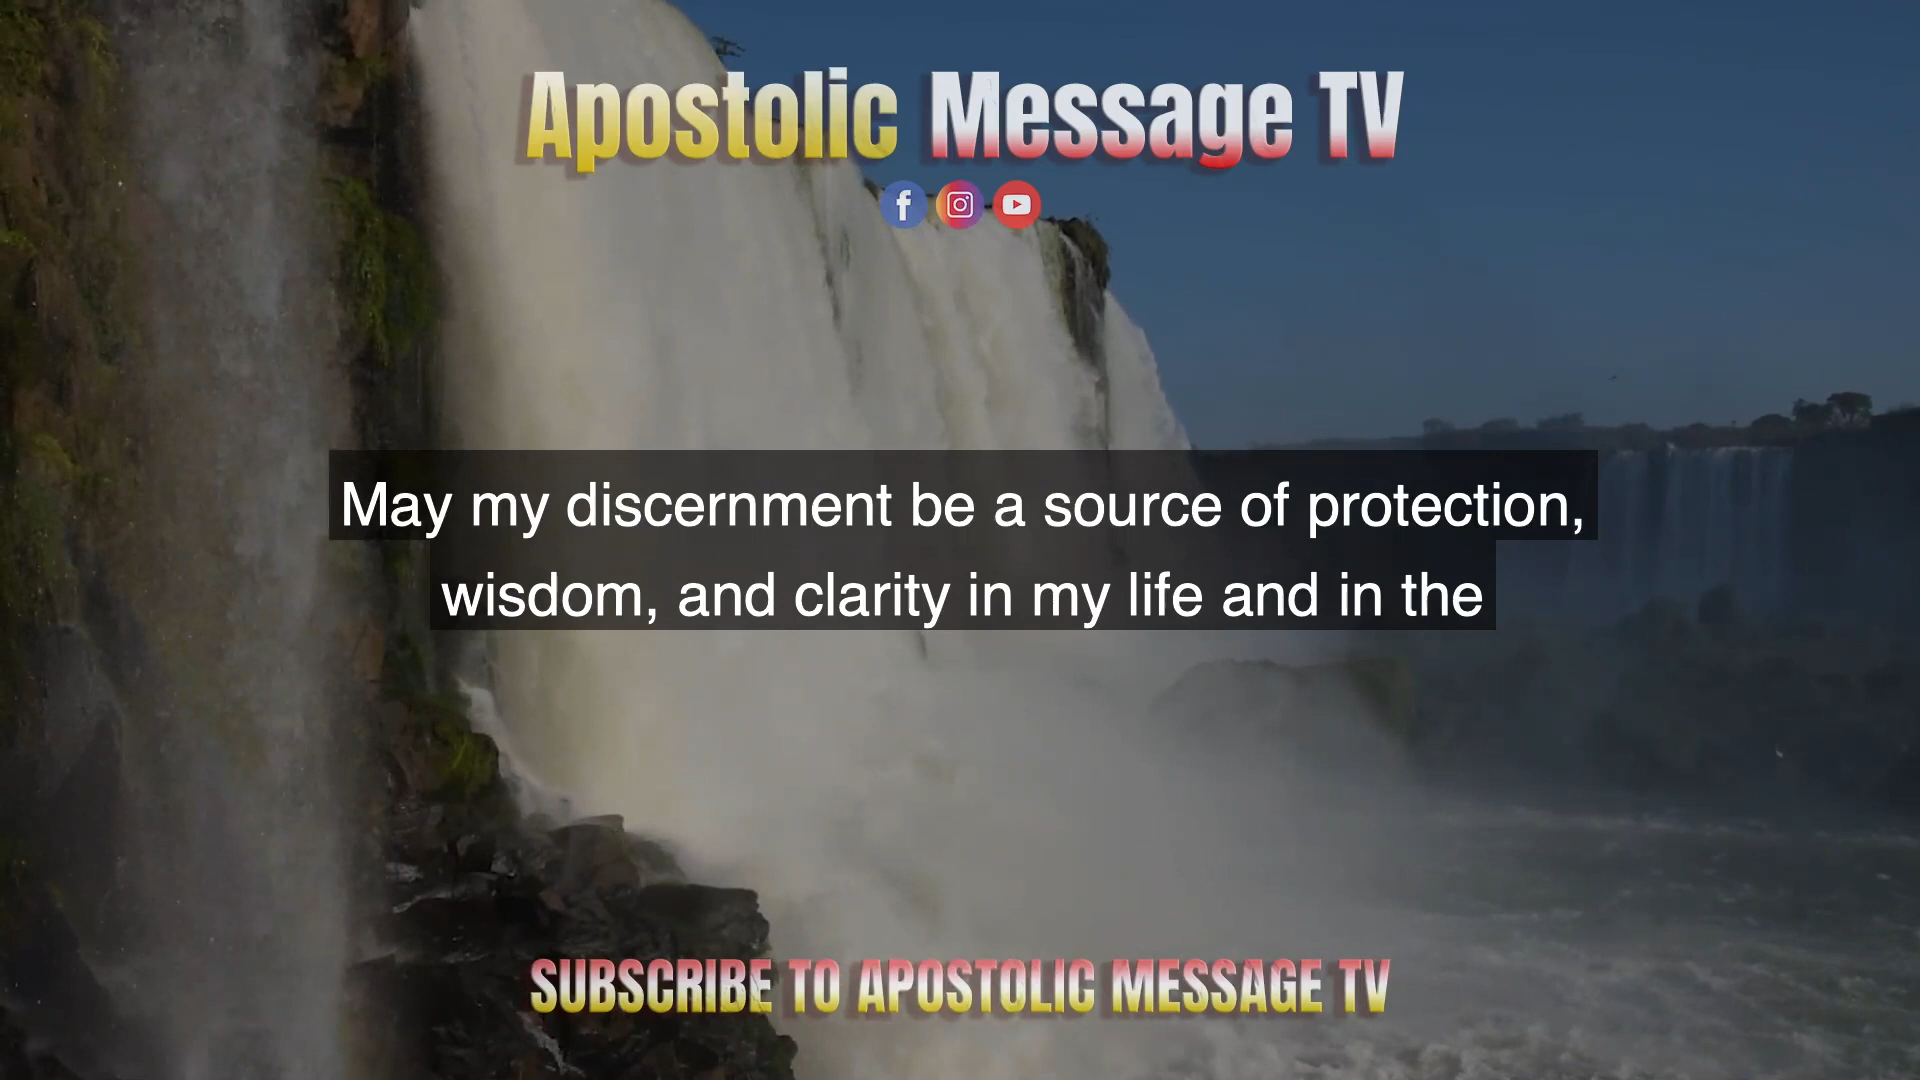 Apostolic Message TV
May my discernment be a source of protection,
wisdom, and clarity in my life and in the
SUBSCRIBE TO APOSTOLIC MESSAGE TV